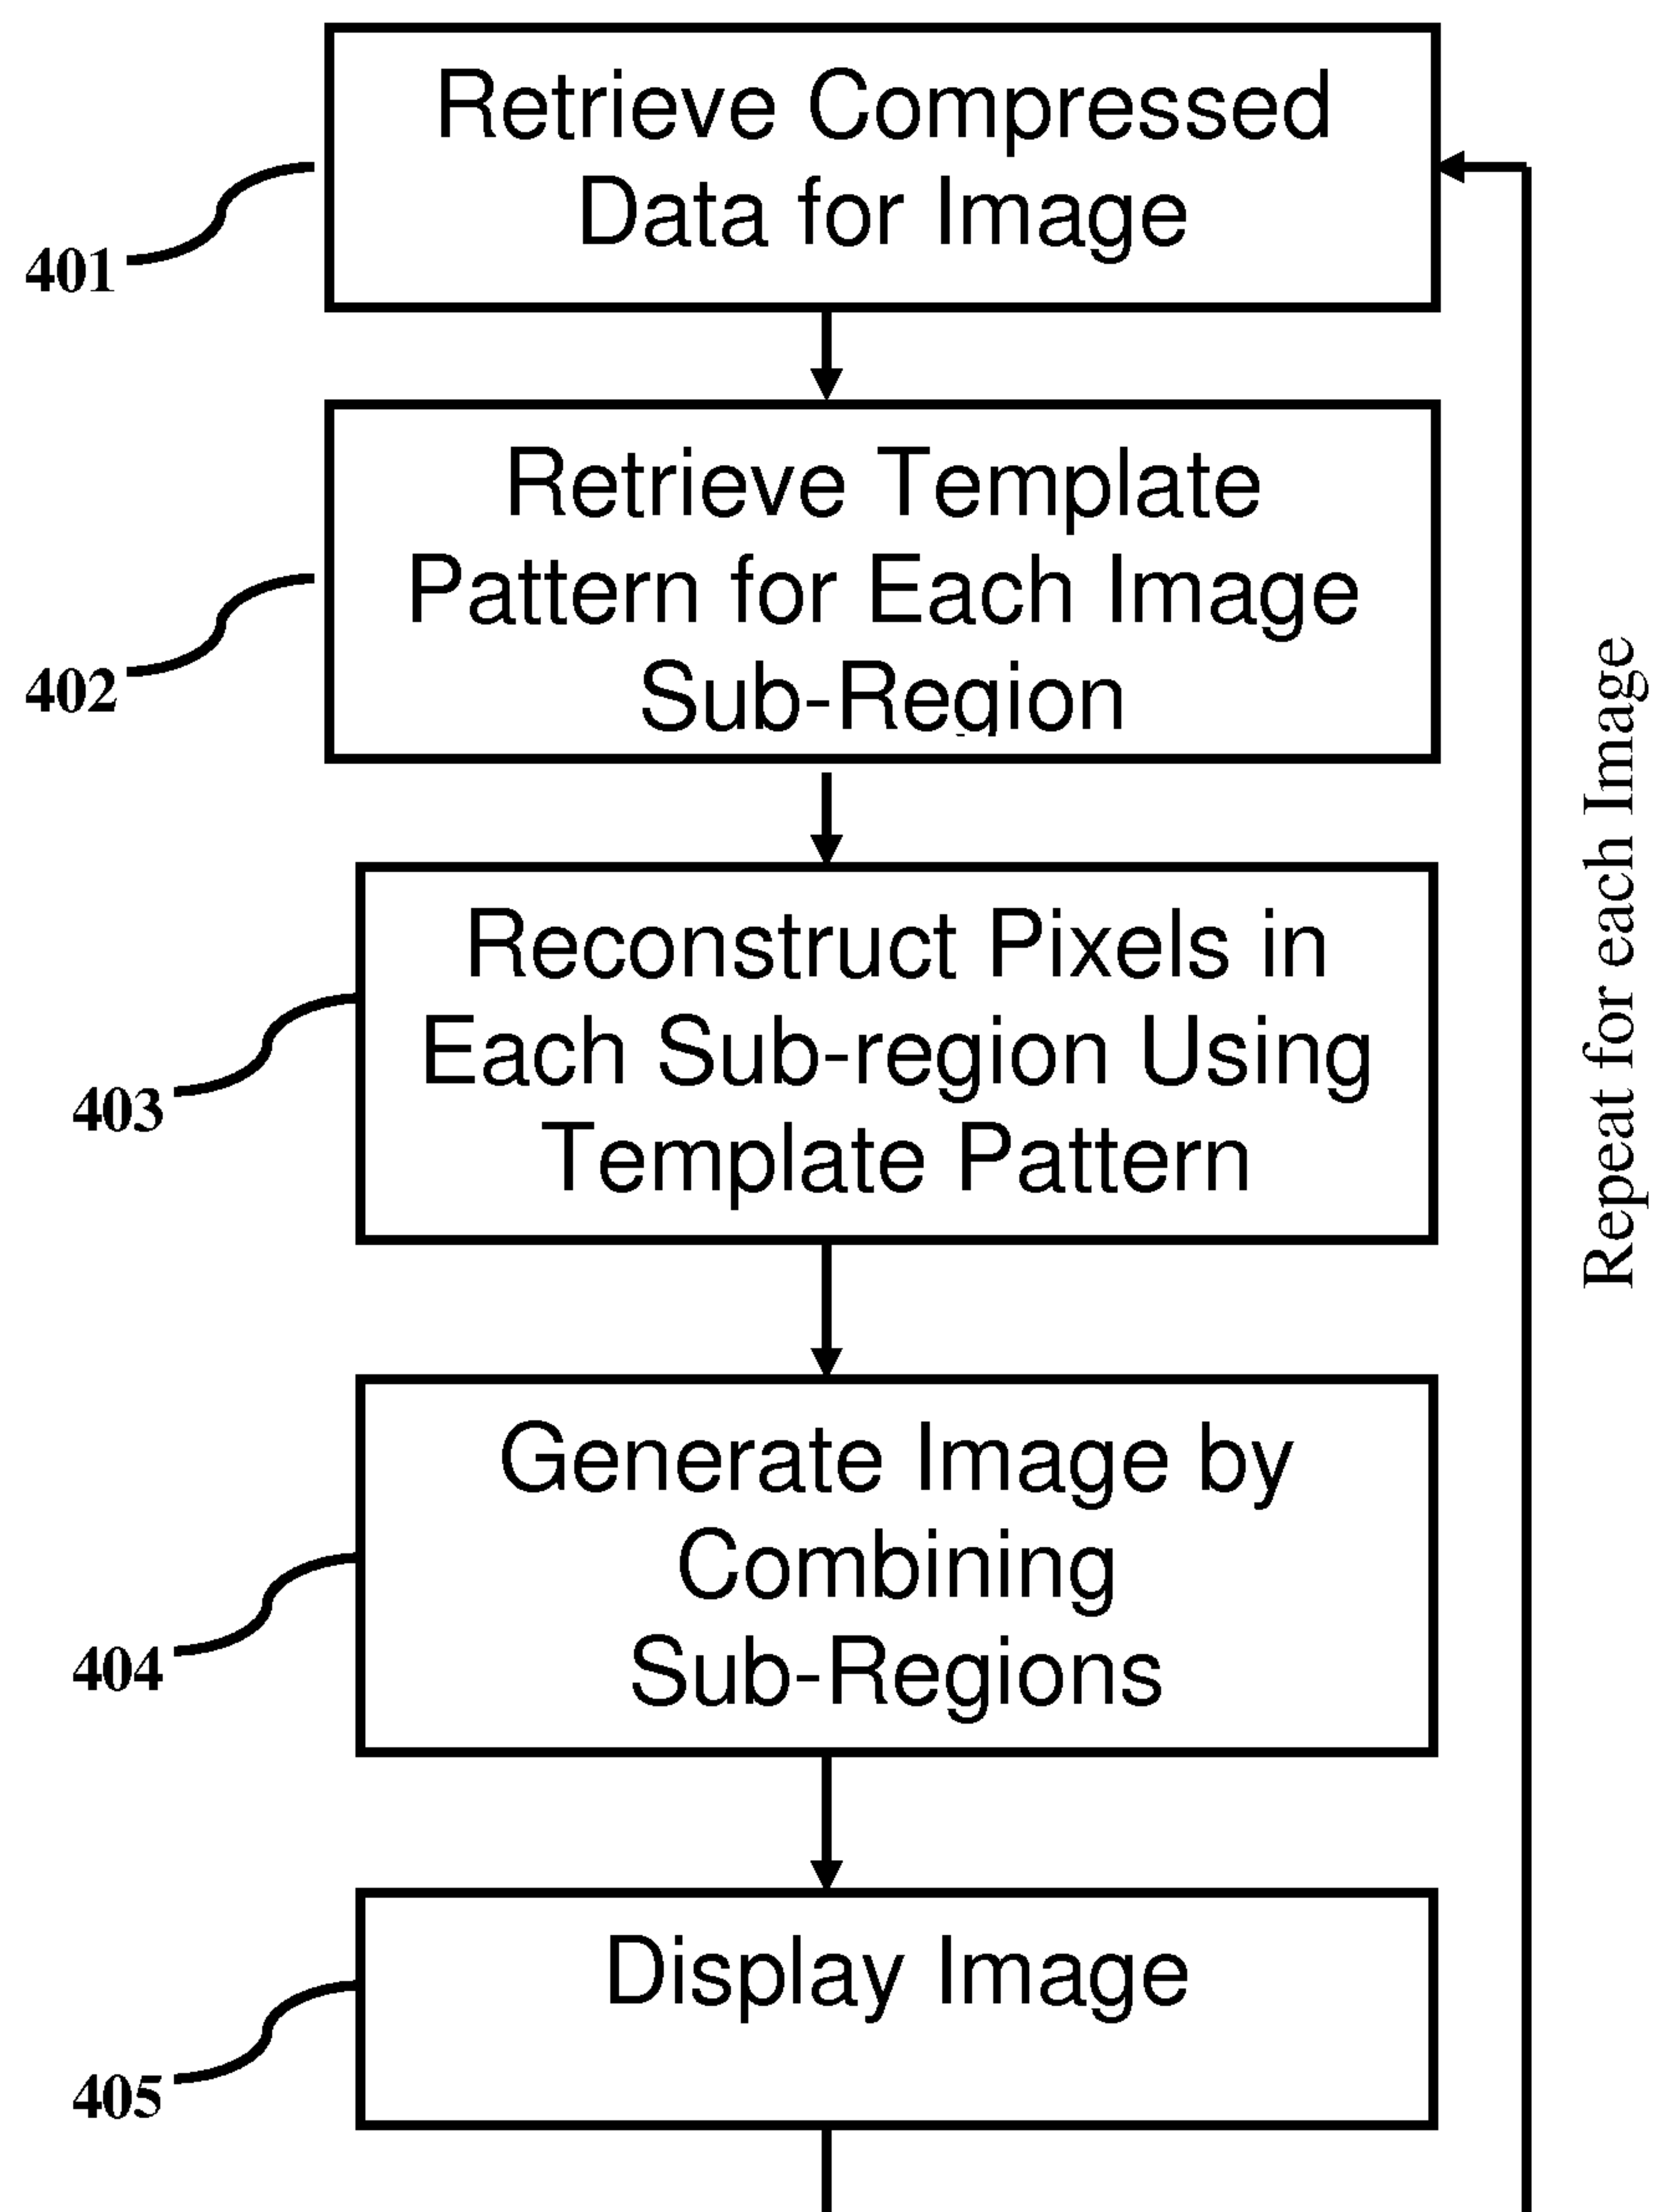 Retrieve Compressed
Data for Image
401
Retrieve Template
Pattern for Each Image
Sub-Region
402
Reconstruct Pixels in
Each Sub-region Using
Template Pattern
403
Generate Image by
Combining
Sub-Regions
404
Display Image
405
Repeat for each Image